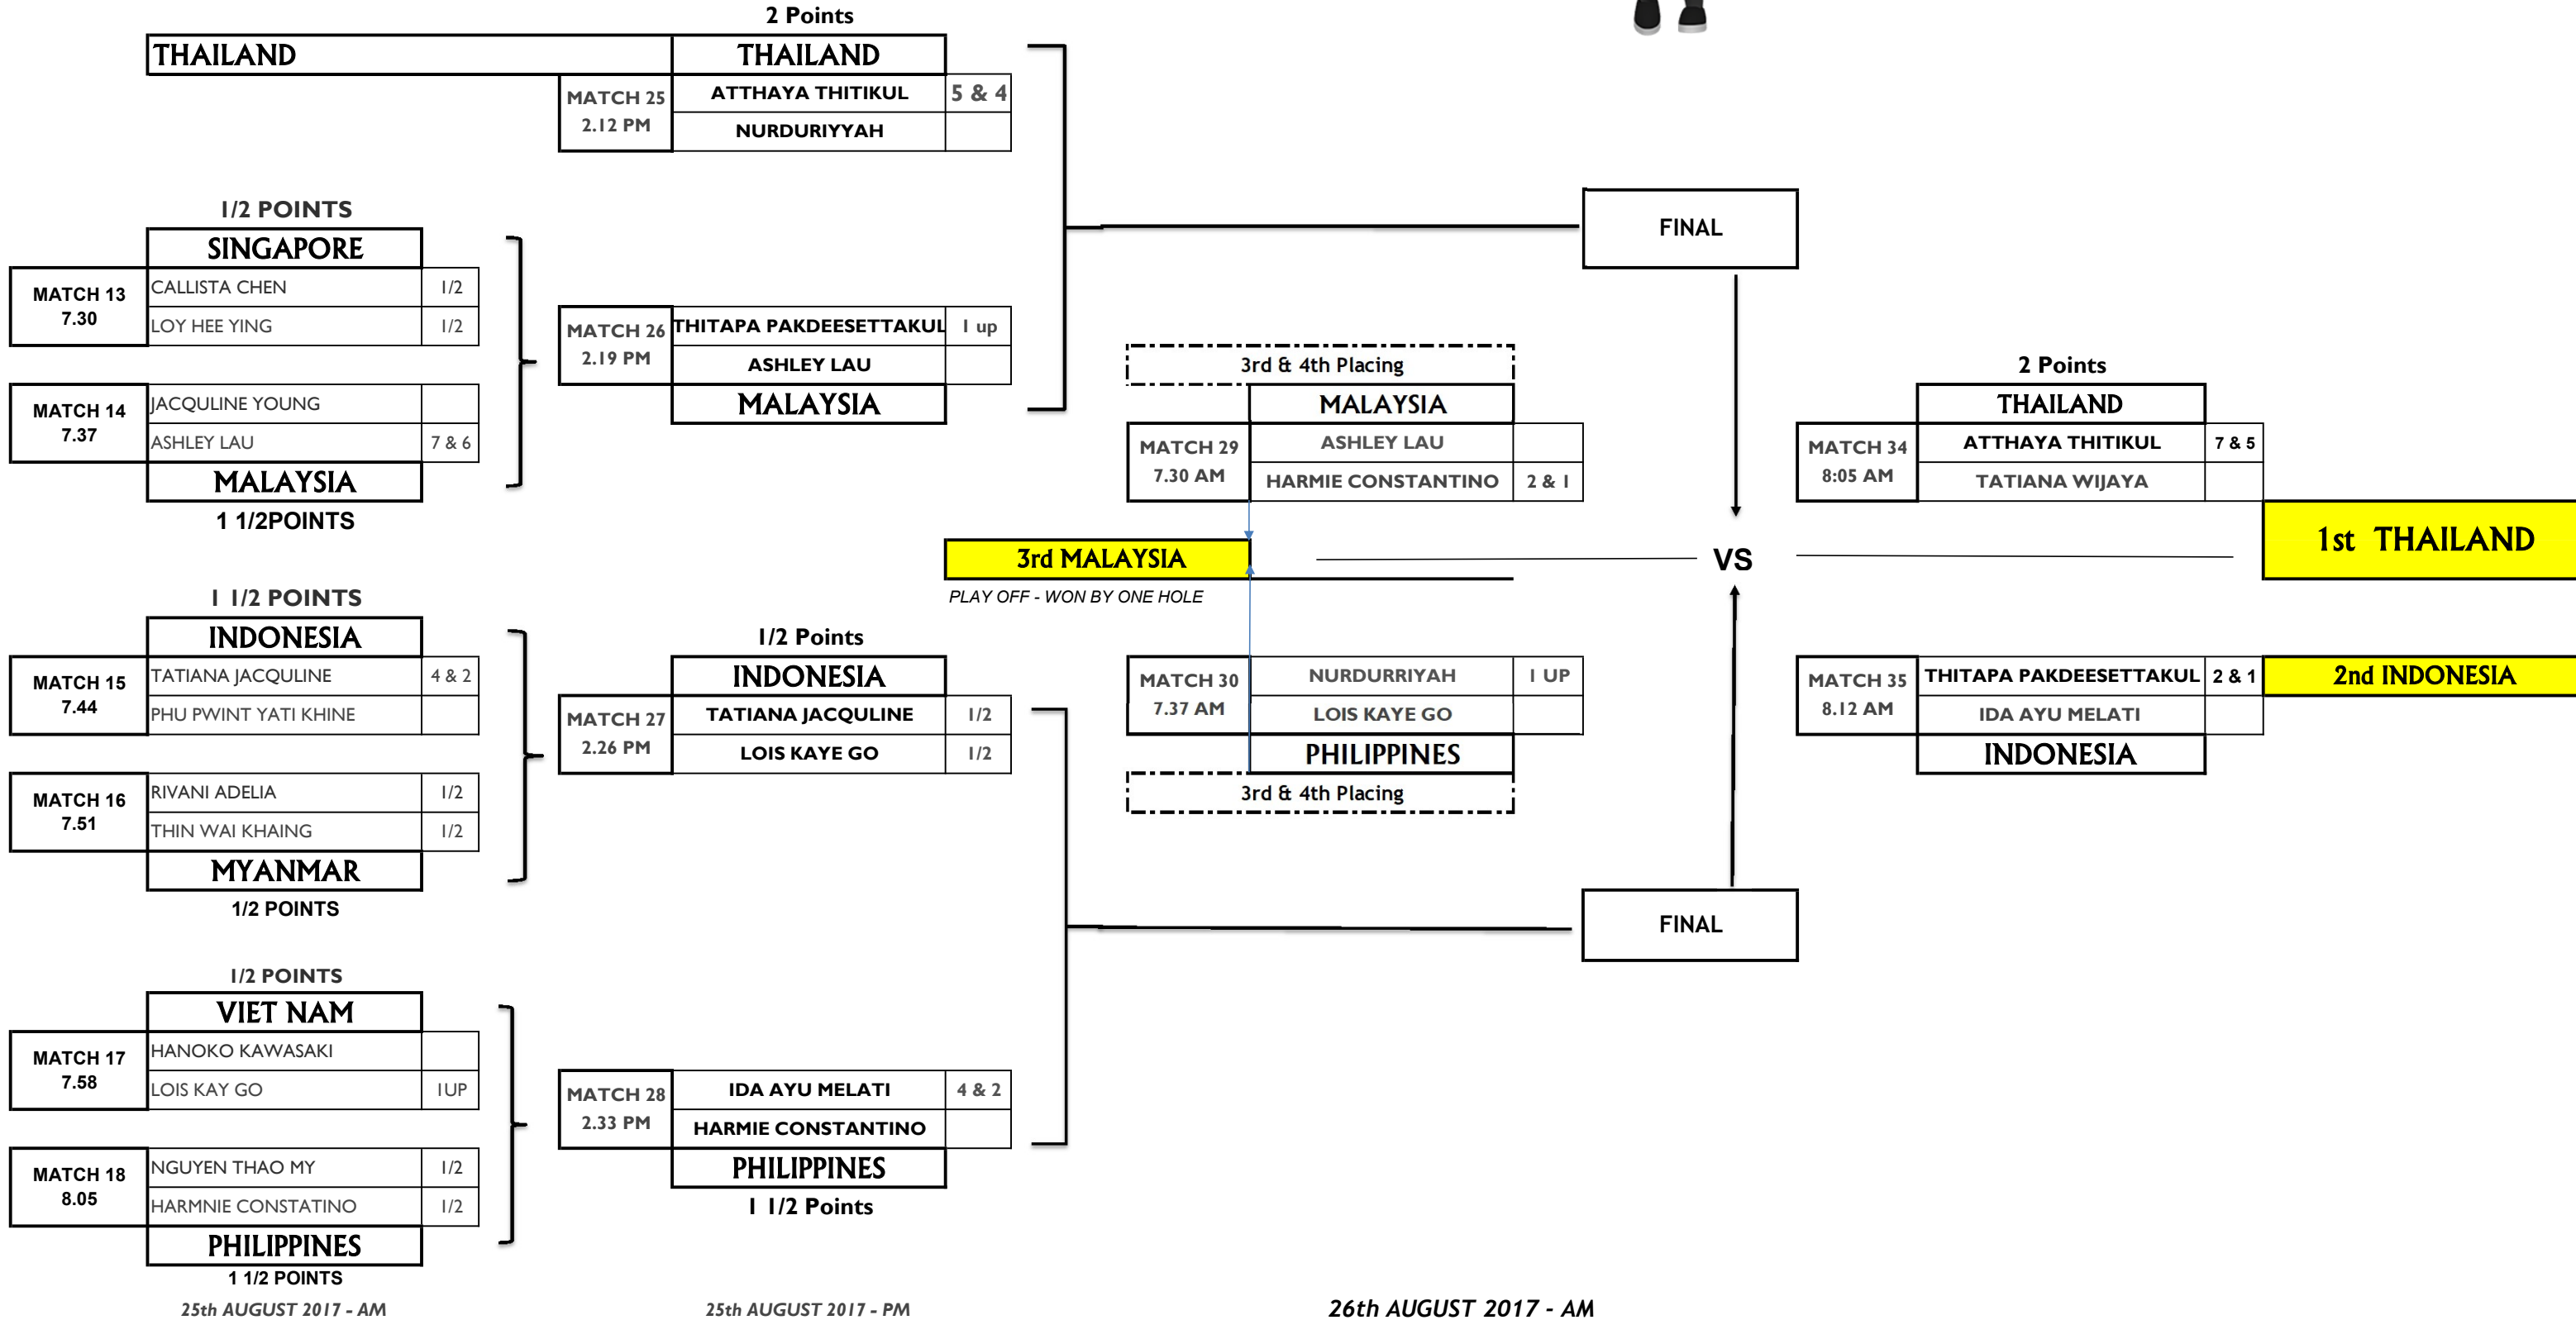 2 Points
THAILAND
THAILAND
MATCH 25
2.12 PM
ATTHAYA THITIKUL
5 & 4
NURDURIYYAH
1/2 POINTS
SINGAPORE
MATCH 13
7.30
CALLISTA CHEN
1/2
LOY HEE YING
1/2
MATCH 14
7.37
JACQULINE YOUNG
ASHLEY LAU
7 & 6
MALAYSIA
1 1/2POINTS
MATCH 26
2.19 PM
THITAPA PAKDEESETTAKUL
1 up
ASHLEY LAU
MALAYSIA
1 1/2 POINTS
INDONESIA
MATCH 15
7.44
TATIANA JACQULINE
4 & 2
PHU PWINT YATI KHINE
MATCH 16
7.51
RIVANI ADELIA
1/2
THIN WAI KHAING
1/2
MYANMAR
1/2 POINTS
1/2 Points
INDONESIA
MATCH 27
2.26 PM
TATIANA JACQULINE
1/2
LOIS KAYE GO
1/2
1/2 POINTS
VIET NAM
MATCH 17
7.58
HANOKO KAWASAKI
LOIS KAY GO
1UP
MATCH 18
8.05
NGUYEN THAO MY
1/2
HARMNIE CONSTATINO
1/2
PHILIPPINES
1 1/2 POINTS
MATCH 28
2.33 PM
IDA AYU MELATI
4 & 2
HARMIE CONSTANTINO
PHILIPPINES
1 1/2 Points
3rd & 4th Placing
MALAYSIA
MATCH 29
7.30 AM
ASHLEY LAU
HARMIE CONSTANTINO
2 & 1
3rd MALAYSIA
PLAY OFF - WON BY ONE HOLE
MATCH 30
7.37 AM
NURDURRIYAH
1 UP
LOIS KAYE GO
PHILIPPINES
3rd & 4th Placing
FINAL
VS
FINAL
2 Points
THAILAND
MATCH 34
8:05 AM
ATTHAYA THITIKUL
7 & 5
TATIANA WIJAYA
1st THAILAND
MATCH 35
8.12 AM
THITAPA PAKDEESETTAKUL
2 & 1
2nd INDONESIA
IDA AYU MELATI
INDONESIA
25th AUGUST 2017 - AM
25th AUGUST 2017 - PM
26th AUGUST 2017 - AM